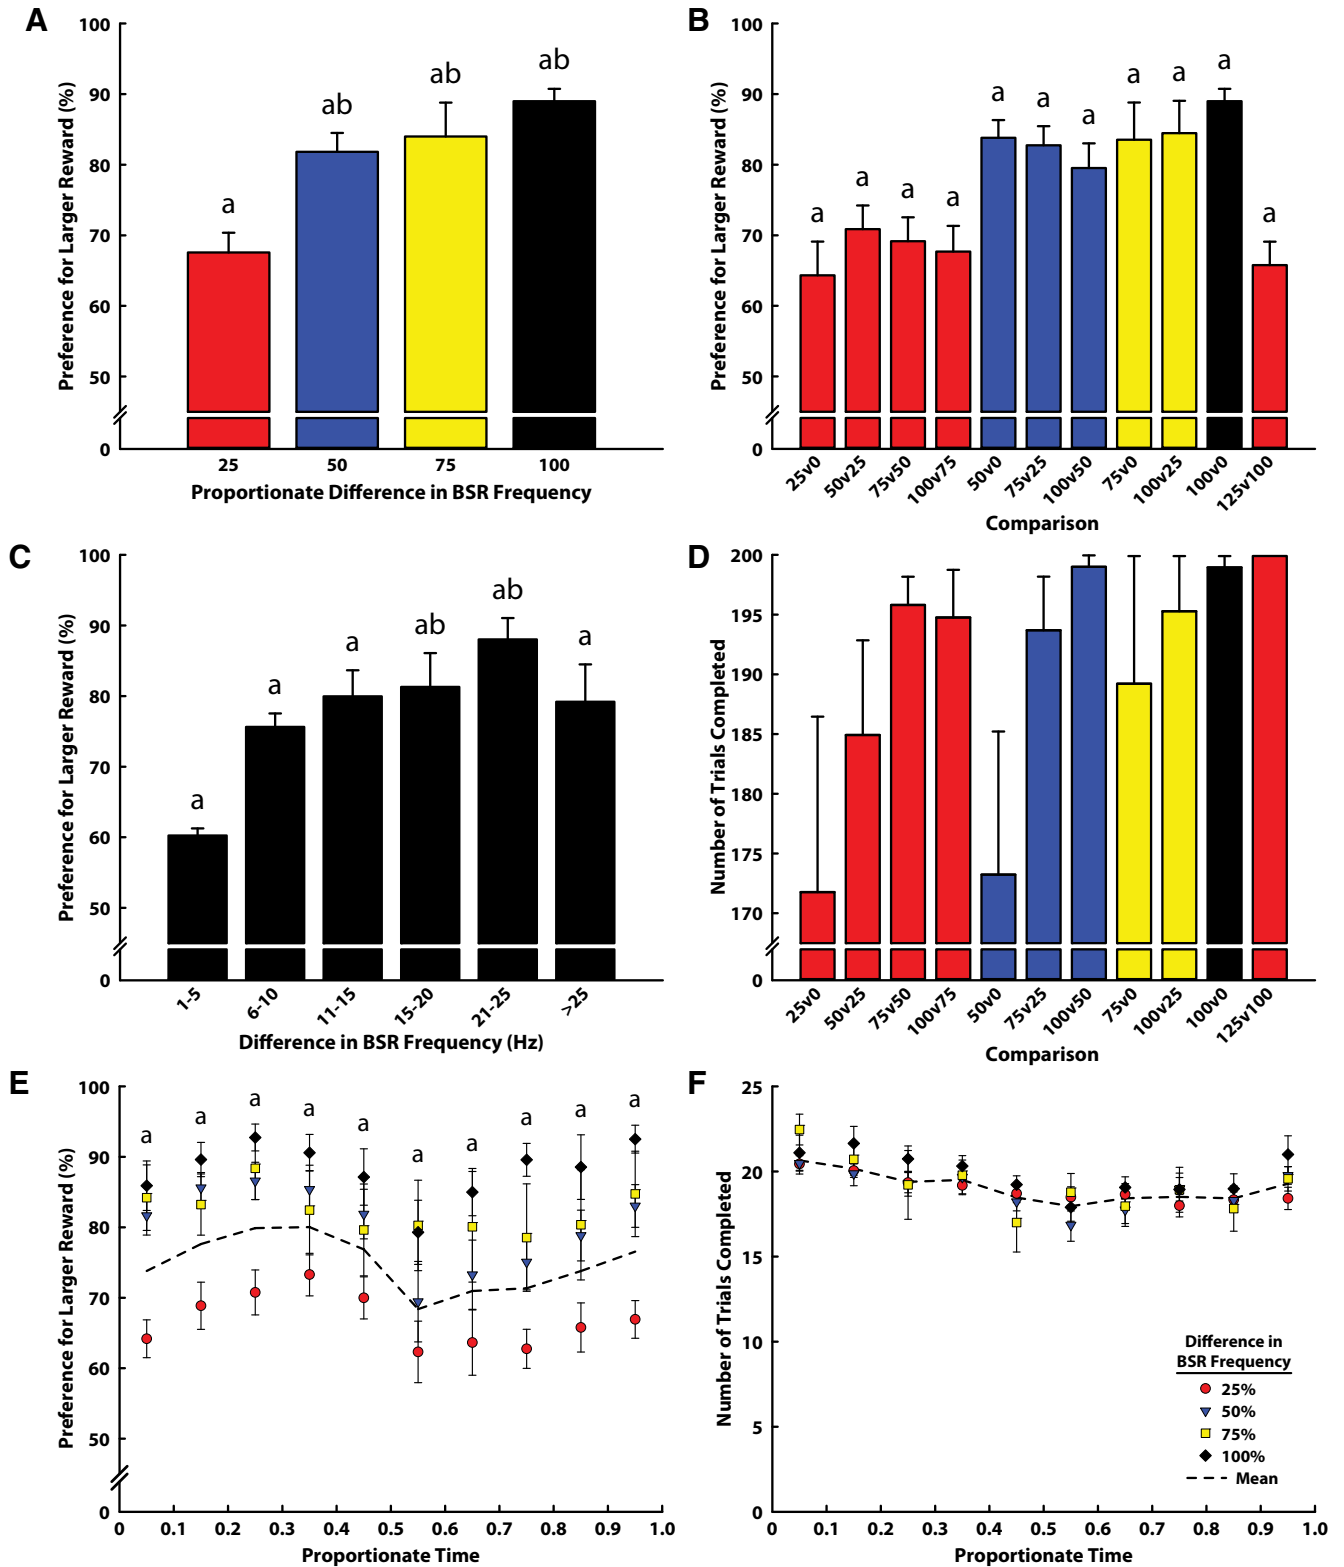 A
100
90
80
70
60
50
0
Preference for Larger Reward (%)
a
ab
ab
ab
25 50 75 100
Proportionate Difference in BSR Frequency
B
100
90
80
70
60
50
0
Preference for Larger Reward (%)
a a a a a a a a a a a
25v0 50v25 75v50 100v75 50v0 75v25 100v50 75v0 100v25 100v0 125v100
Comparison
C
100
90
80
70
60
50
0
Preference for Larger Reward (%)
a a a ab ab a
1-5 6-10 11-15 15-20 21-25 >25
Difference in BSR Frequency (Hz)
D
200
195
190
185
180
175
170
0
Number of Trials Completed
25v0 50v25 75v50 100v75 50v0 75v25 100v50 75v0 100v25 100v0 125v100
Comparison
E
100
90
80
70
60
50
0
Preference for Larger Reward (%)
a a a a a a a a a a
0 0.1 0.2 0.3 0.4 0.5 0.6 0.7 0.8 0.9 1.0
Proportionate Time
F
25
20
15
10
5
0
Number of Trials Completed
Difference in
BSR Frequency
25%
50%
75%
100%
Mean
0 0.1 0.2 0.3 0.4 0.5 0.6 0.7 0.8 0.9 1.0
Proportionate Time